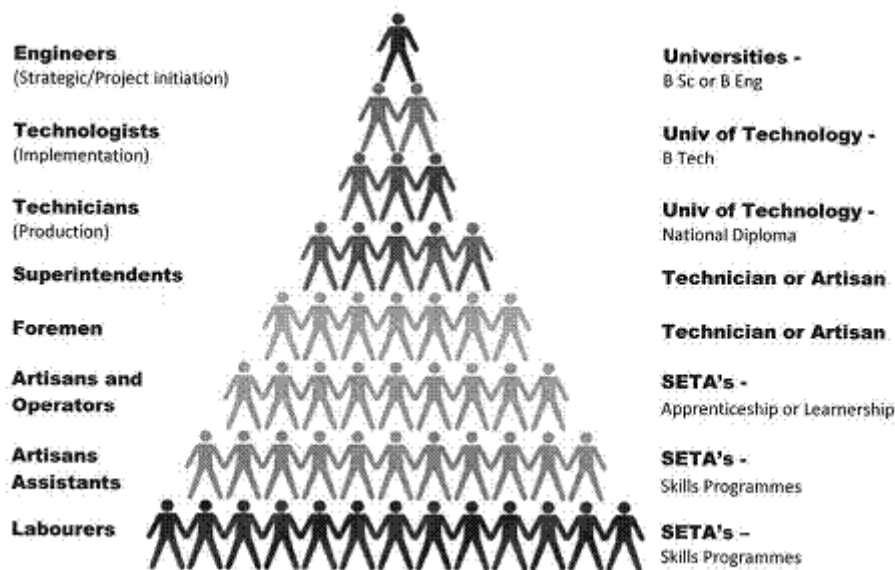 Engineers
(Strategic/Project initiation)
Universities -
B Sc or B Eng
Technologists
(Implementation)
Univ of Technology -
B Tech
Technicians
(Production)
Univ of Technology -
National Diploma
Superintendents
Technician or Artisan
Foremen
Technician or Artisan
Artisans and
Operators
SETA's -
Apprenticeship or Learnership
Artisans
Assistants
SETA's -
Skills Programmes
Labourers
SETA's –
Skills Programmes